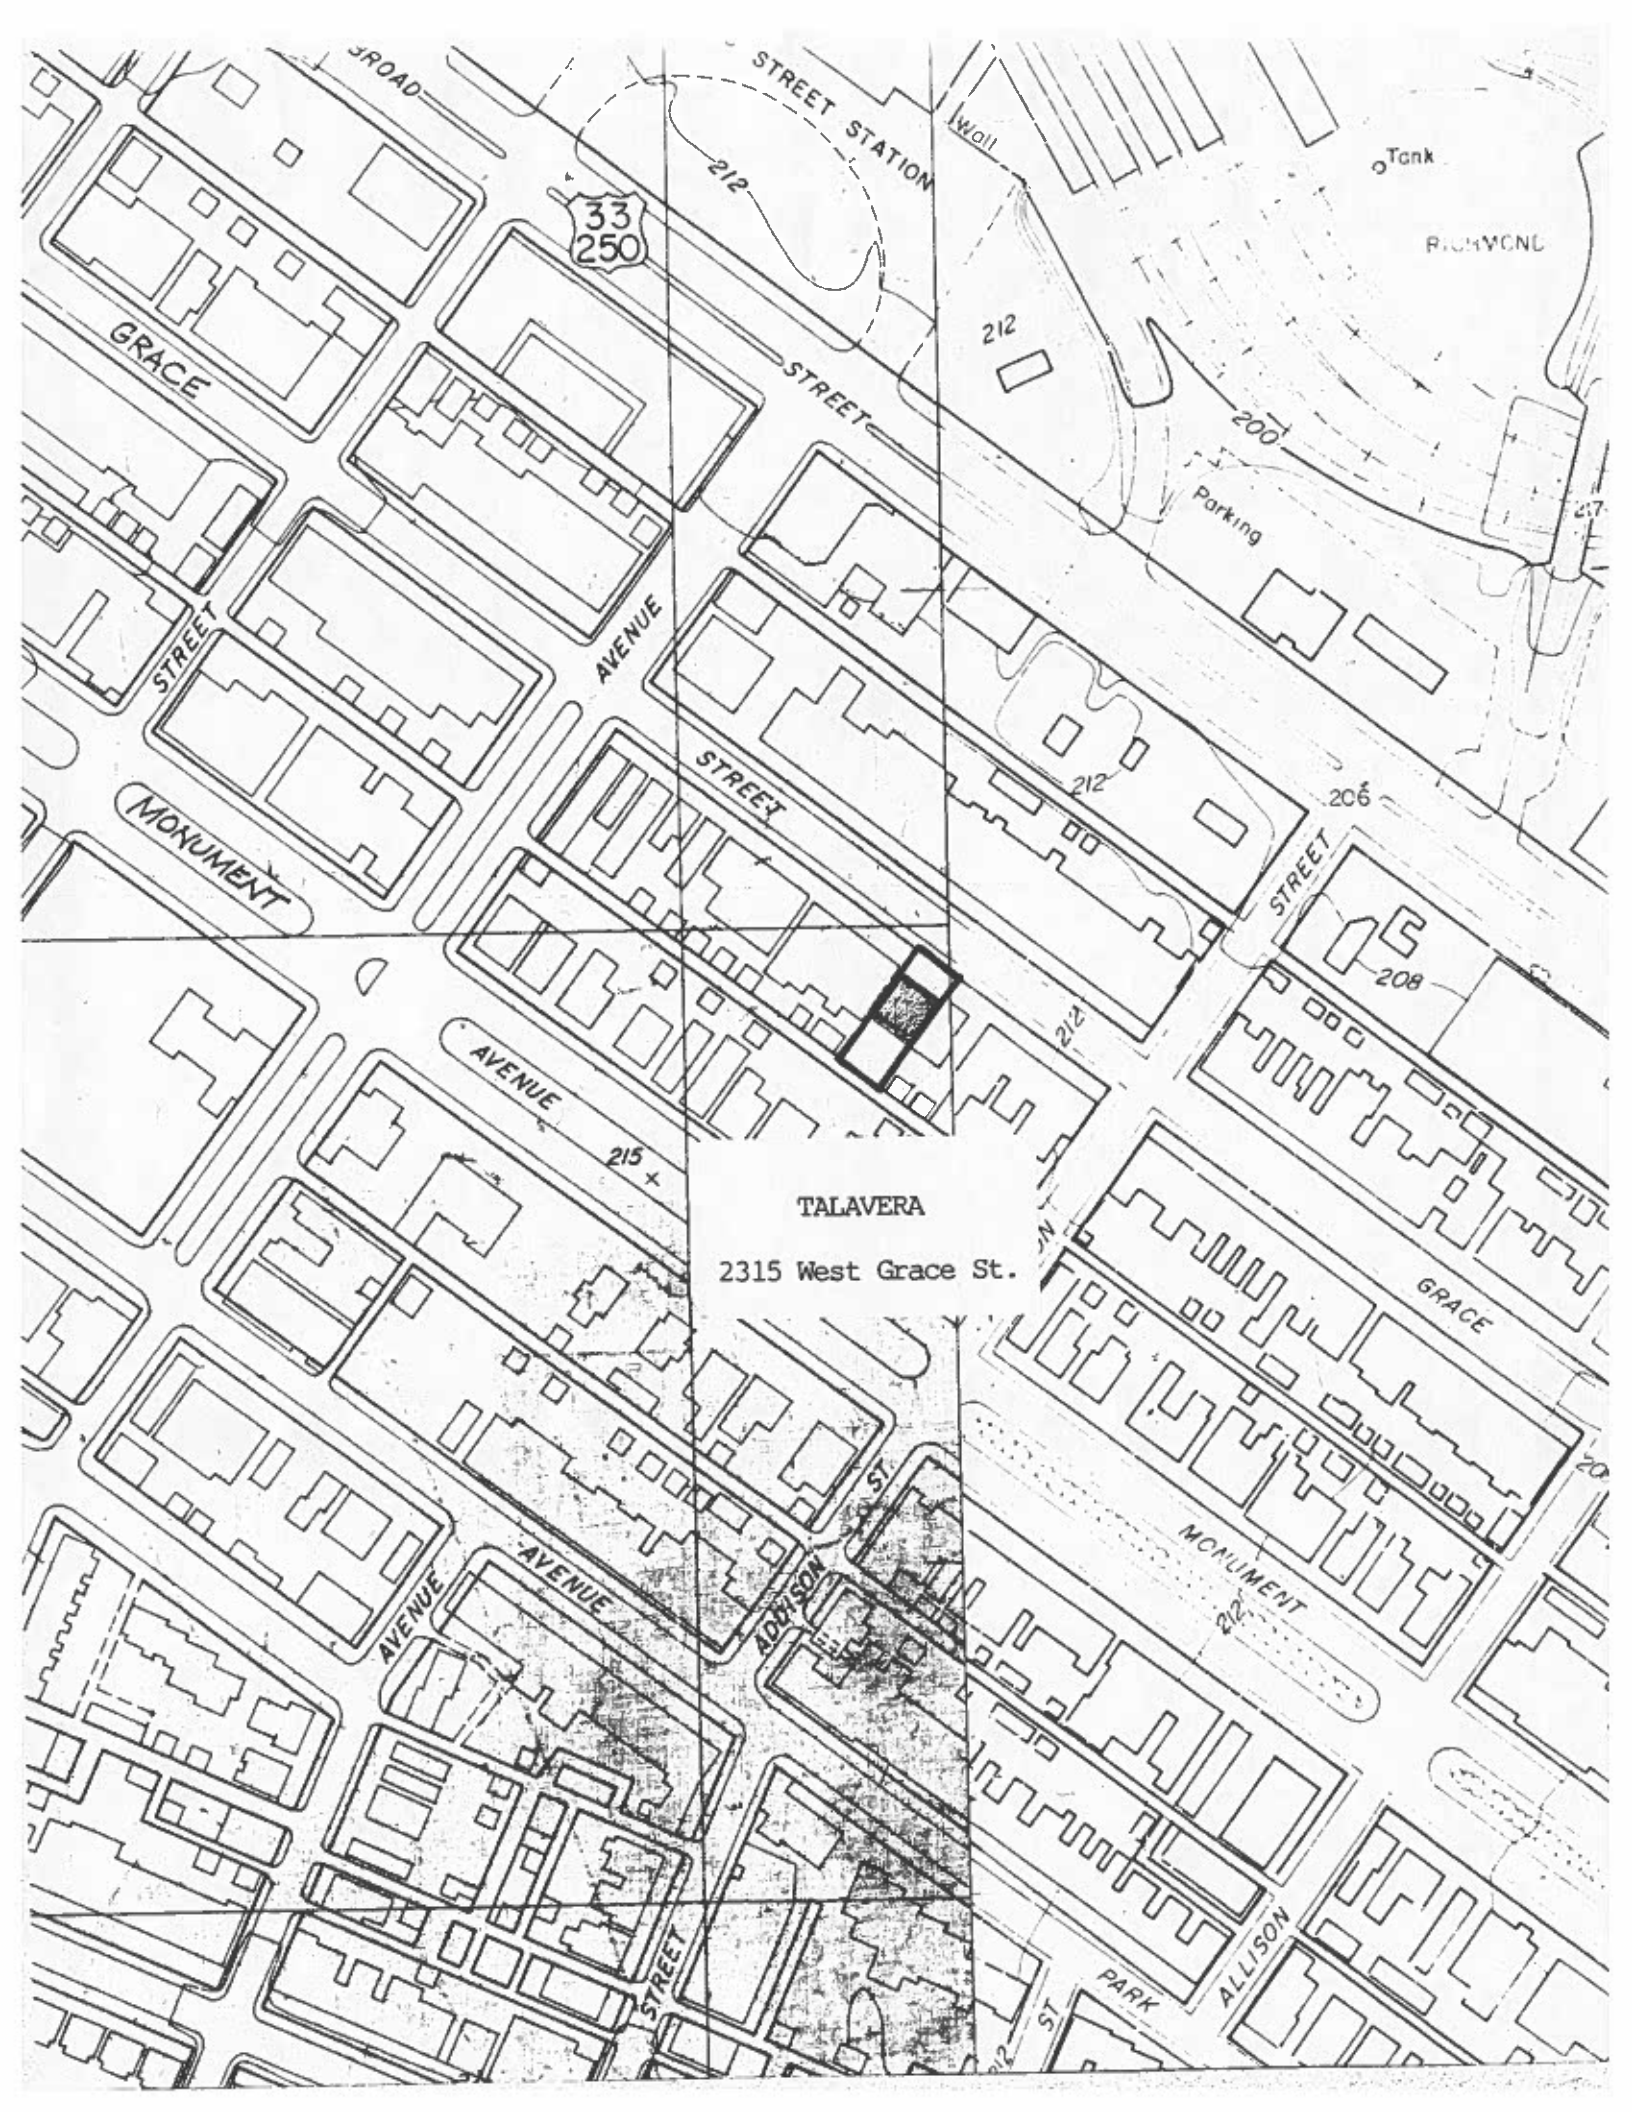 BROAD
STREET STATION
Wall
Tank
212
33
250
RICHMOND
212
GRACE
STREET
200
Parking
STREET
AVENUE
STREET
212
206
MONUMENT
STREET
208
212
AVENUE
215
TALAVERA
2315 West Grace St.
GRACE
ST.
MONUMENT
212
AVENUE
AVENUE
ADDISON
STREET
PARK
ALLISON
ST